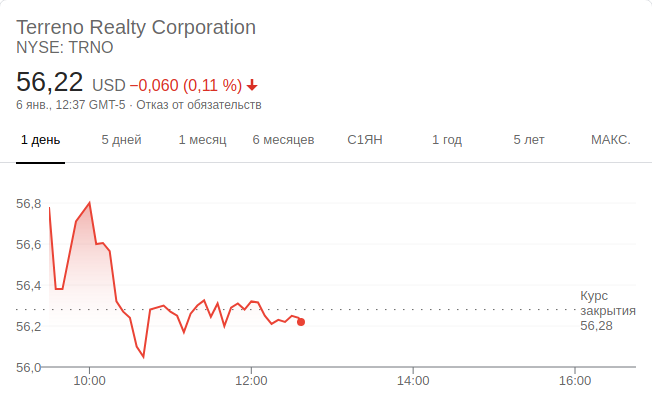 Terreno Realty Corporation
NYSE: TRNO
56,22 USD −0,060 (0,11 %)
6 янв., 12:37 GMT-5 · Отказ от обязательств
1 день 5 дней 1 месяц 6 месяцев С1ЯН 1 год 5 лет МАКС.
56,8
56,6
56,4
56,2
56,0
Курс
закрытия
56,28
10:00 12:00 14:00 16:00